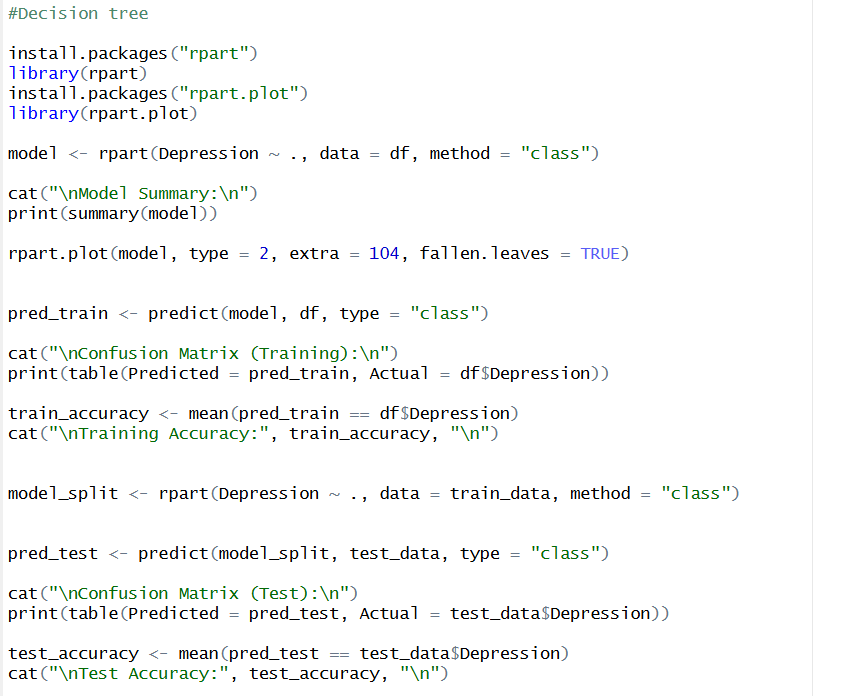 #Decision tree
install.packages("rpart")
library(rpart)
install.packages("rpart.plot")
library(rpart.plot)
model <- rpart(Depression ~ ., data = df, method = "class")
cat("\nModel Summary:\n")
print(summary(model))
rpart.plot(model, type = 2, extra = 104, fallen.leaves = TRUE)
pred_train <- predict(model, df, type = "class")
cat("\nConfusion Matrix (Training):\n")
print(table(Predicted = pred_train, Actual = df$Depression))
train_accuracy <- mean(pred_train == df$Depression)
cat("\nTraining Accuracy:", train_accuracy, "\n")
model_split <- rpart(Depression ~ ., data = train_data, method = "class")
pred_test <- predict(model_split, test_data, type = "class")
cat("\nConfusion Matrix (Test):\n")
print(table(Predicted = pred_test, Actual = test_data$Depression))
test_accuracy <- mean(pred_test == test_data$Depression)
cat("\nTest Accuracy:", test_accuracy, "\n")